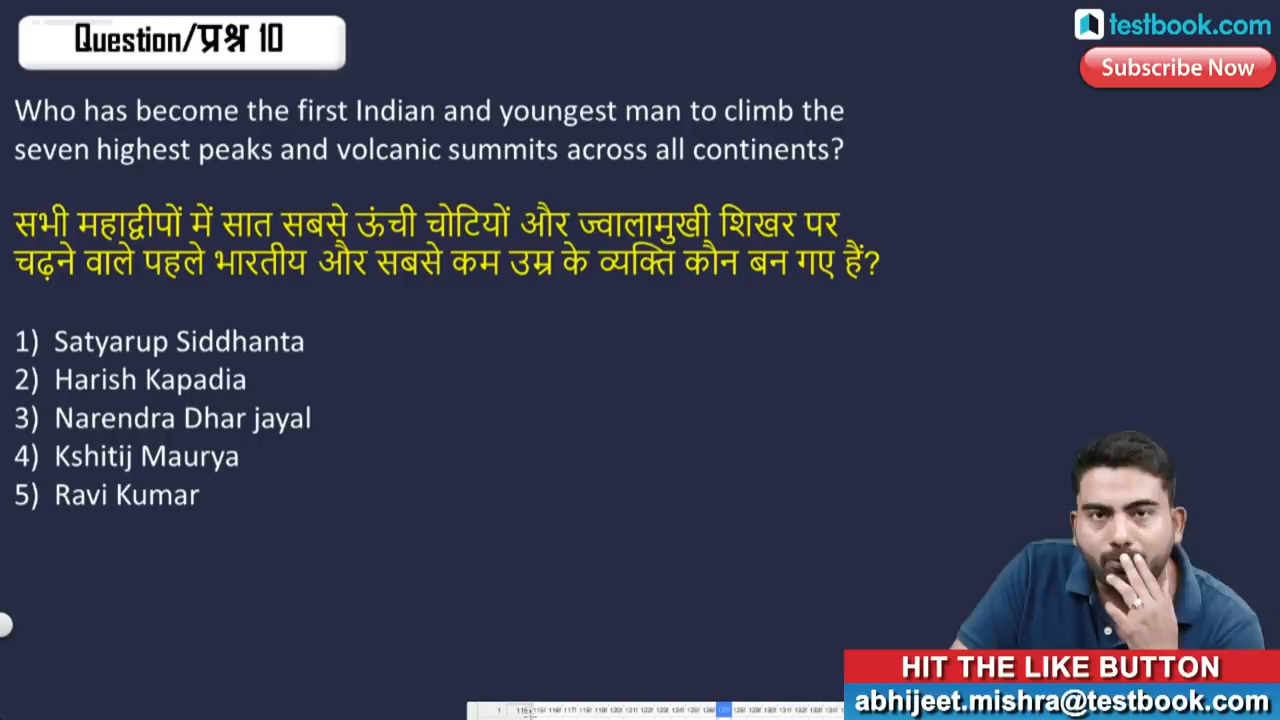 Question/प्रश्न 10
testbook.com
Subscribe Now
Who has become the first Indian and youngest man to climb the
seven highest peaks and volcanic summits across all continents?
सभी महाद्वीपों में सात सबसे ऊंची चोटियों और ज्वालामुखी शिखर पर
चढ़ने वाले पहले भारतीय और सबसे कम उम्र के व्यक्ति कौन बन गए हैं?
1) Satyarup Siddhanta
2) Harish Kapadia
3) Narendra Dhar jayal
4) Kshitij Maurya
5) Ravi Kumar
HIT THE LIKE BUTTON
abhijeet.mishra@testbook.com